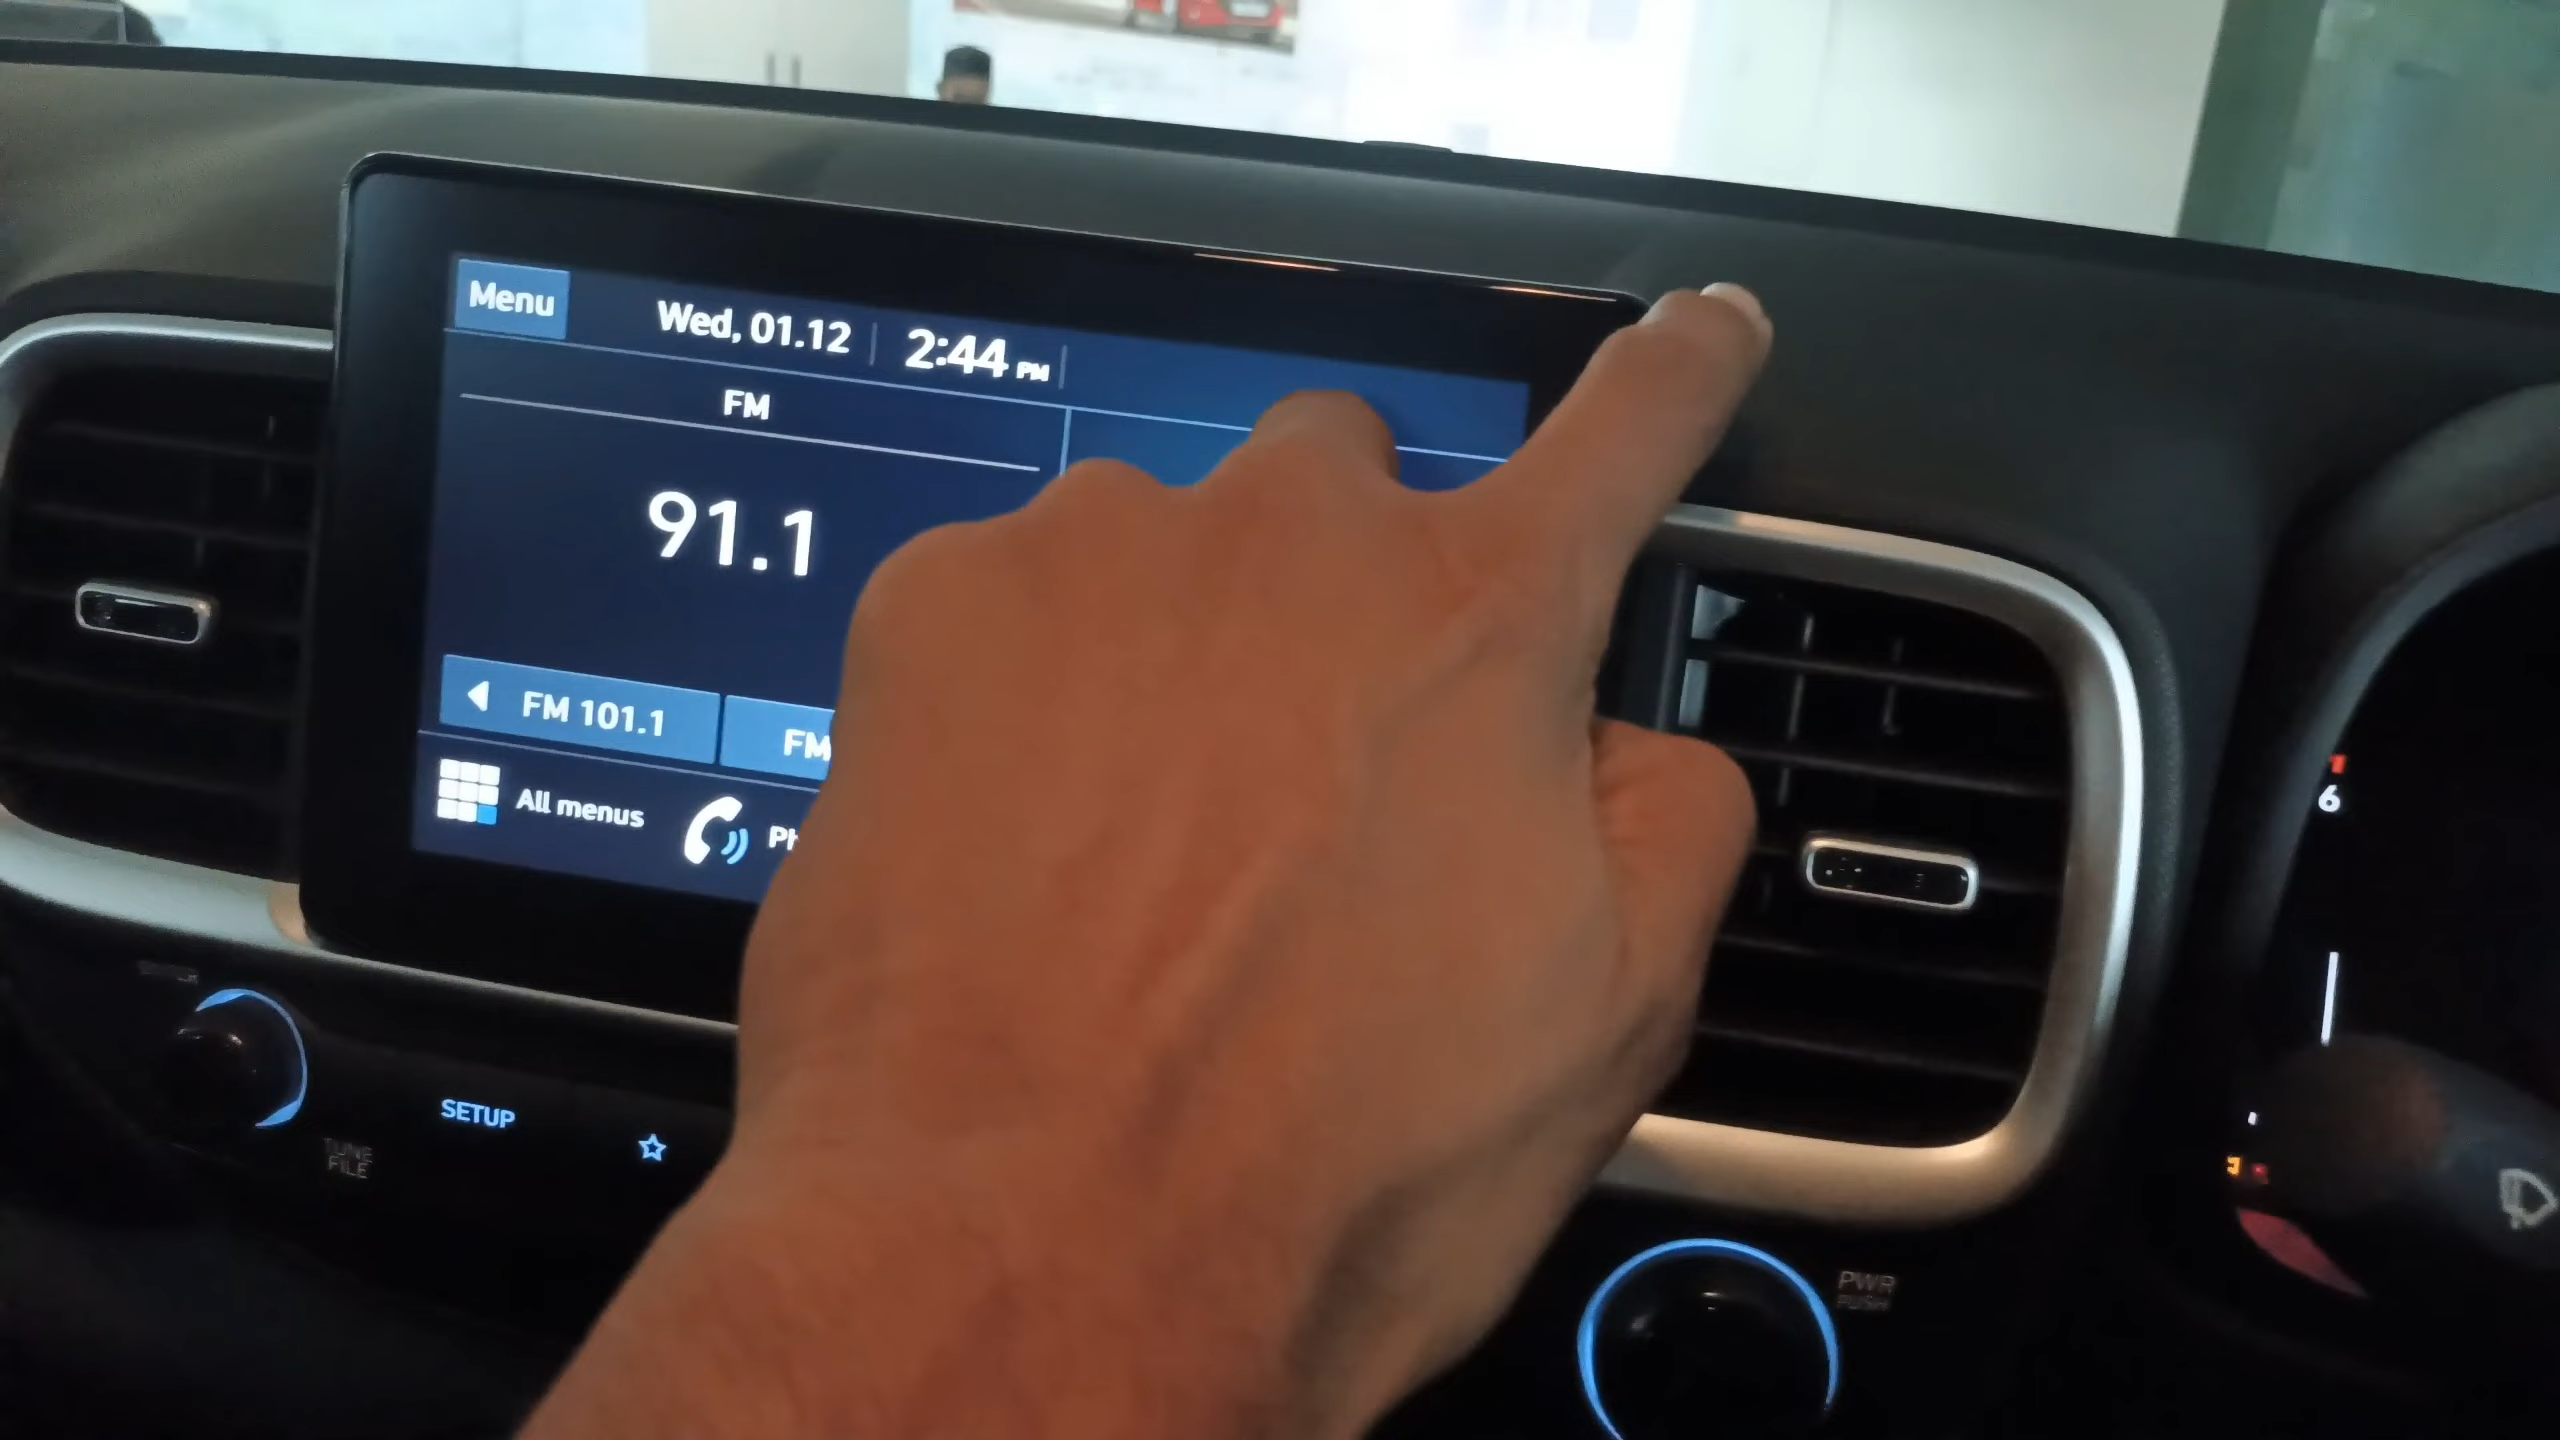 Menu
Wed, 01.12
2:44 PM
FM
91.1
FM 101.1
FM
All menus
SETUP
TUNE
FILE
PWR
PUSH
6